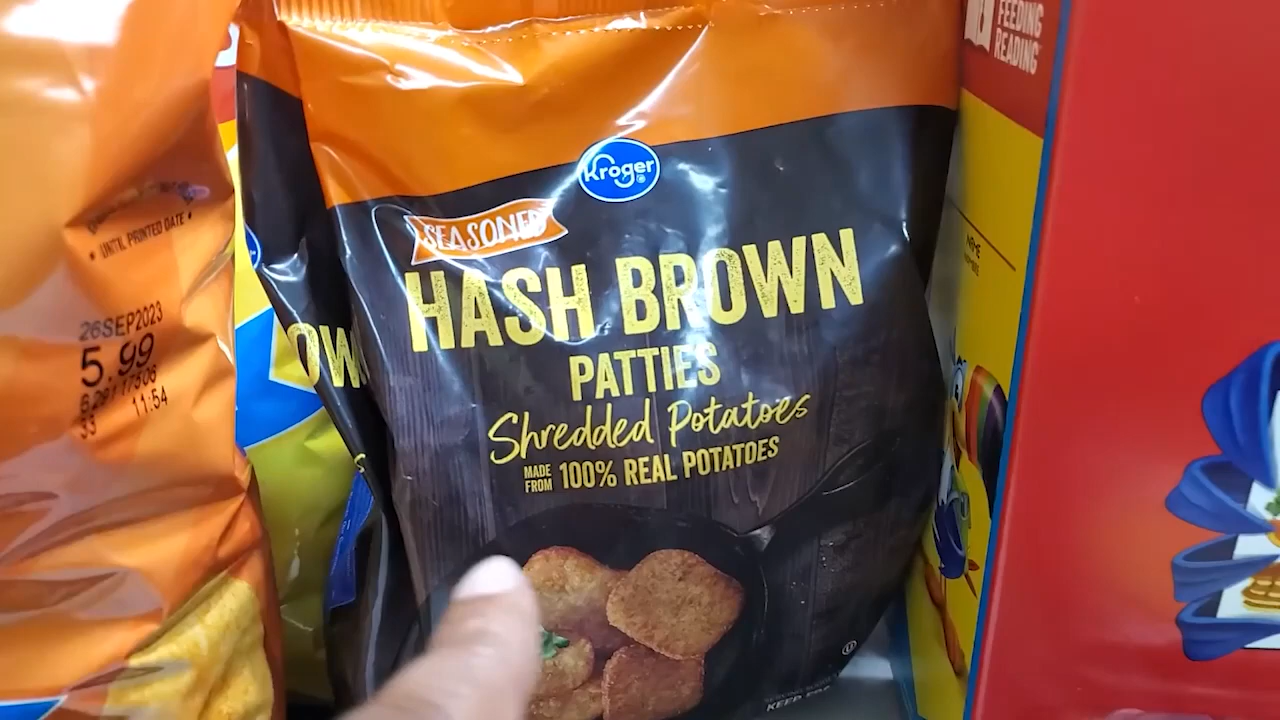 FEEDING
READING
Kroger
SEASONED
HASH BROWN
PATTIES
Shredded Potatoes
MADE
FROM
100% REAL POTATOES
• UNTIL PRINTED DATE •
26SEP2023
5.99
11:54
33
OW
KEEP